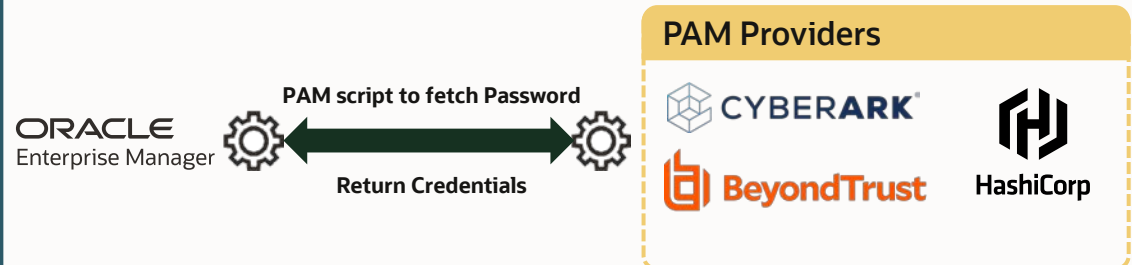 PAM Providers
PAM script to fetch Password
ORACLE
Enterprise Manager
Return Credentials
CYBERARK®
BeyondTrust
HashiCorp